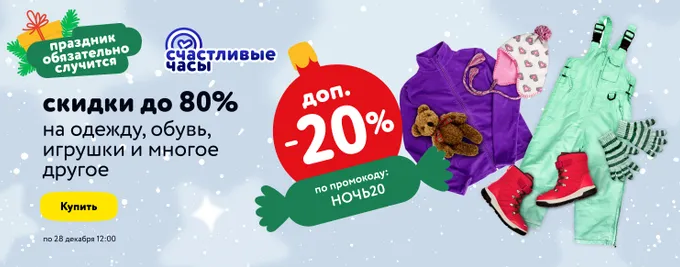 праздник
обязательно
случится
счастливые
часы
скидки до 80%
на одежду, обувь,
игрушки и многое
другое
Купить
по 28 декабря 12:00
доп.
-20%
по промокоду:
НОЧЬ20